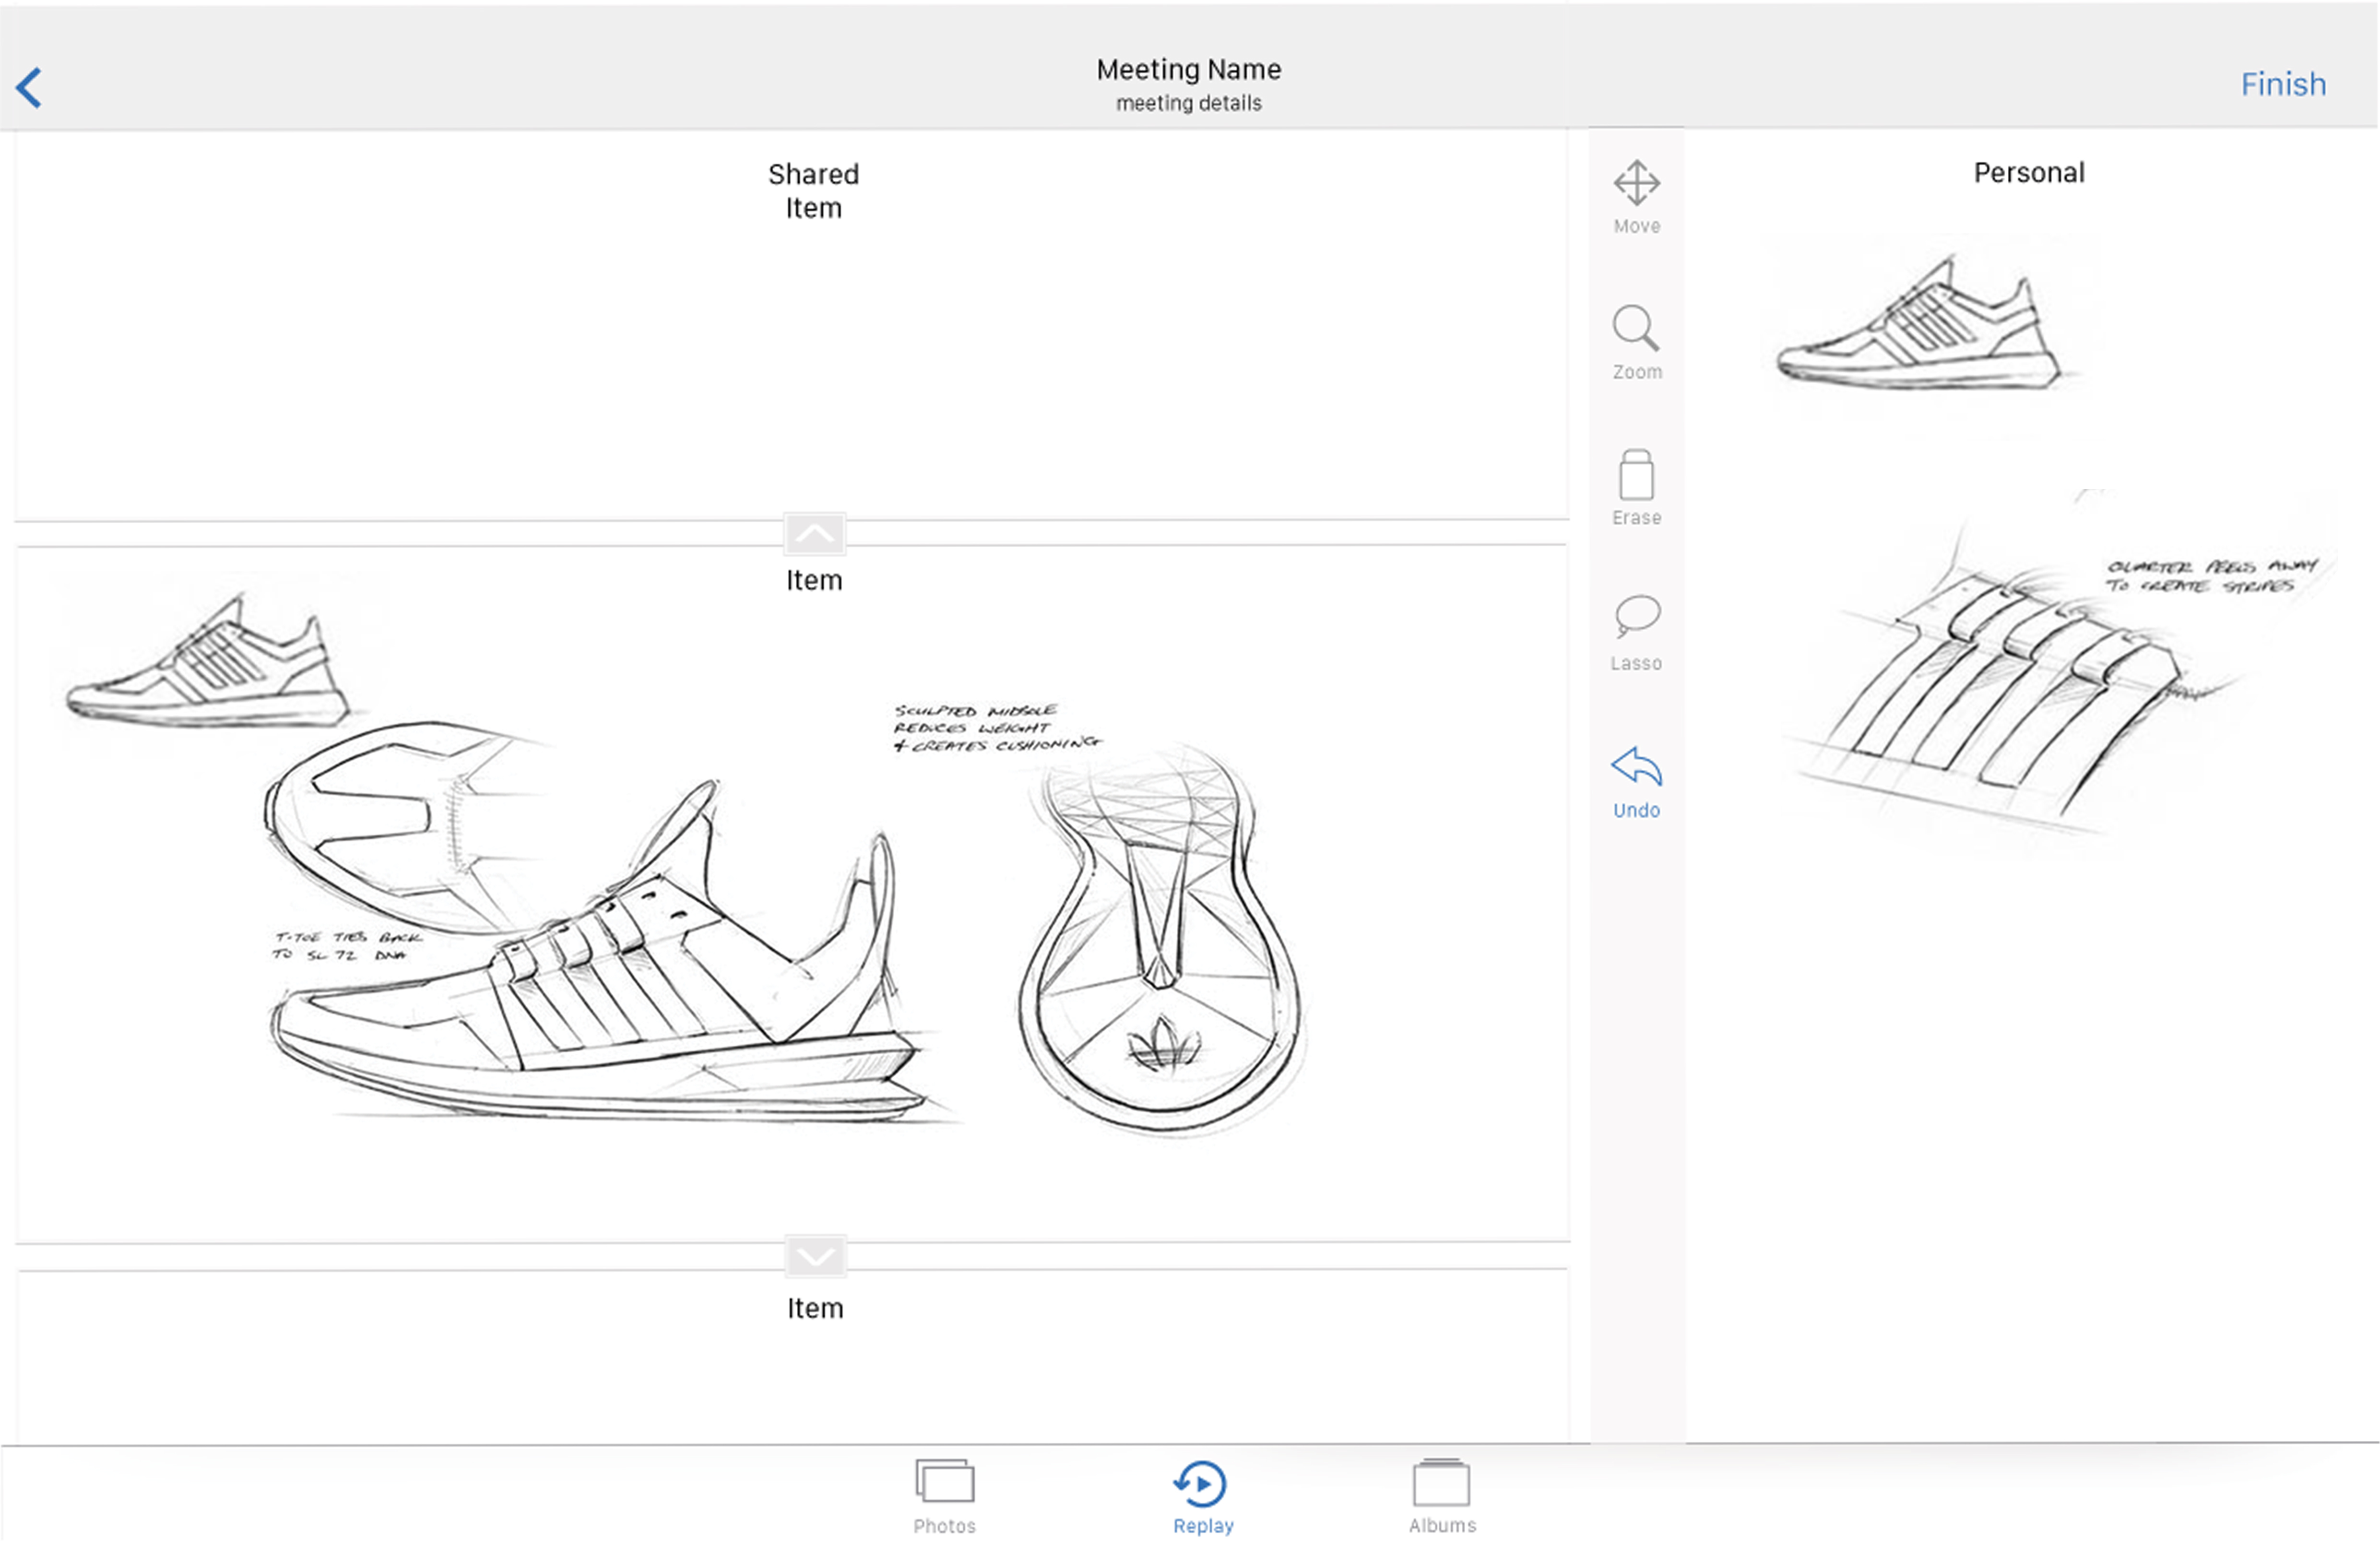 Meeting Name
meeting details
Finish
Shared
Item
Personal
Move
Zoom
Erase
Lasso
Undo
Item
SCULPTED MIDSOLE
REDUCES WEIGHT
+ CREATES CUSHIONING
T-TOE TIES BACK
TO SL 72 DNA
QUARTER PEELS AWAY
TO CREATE STRIPES
Item
Photos
Replay
Albums